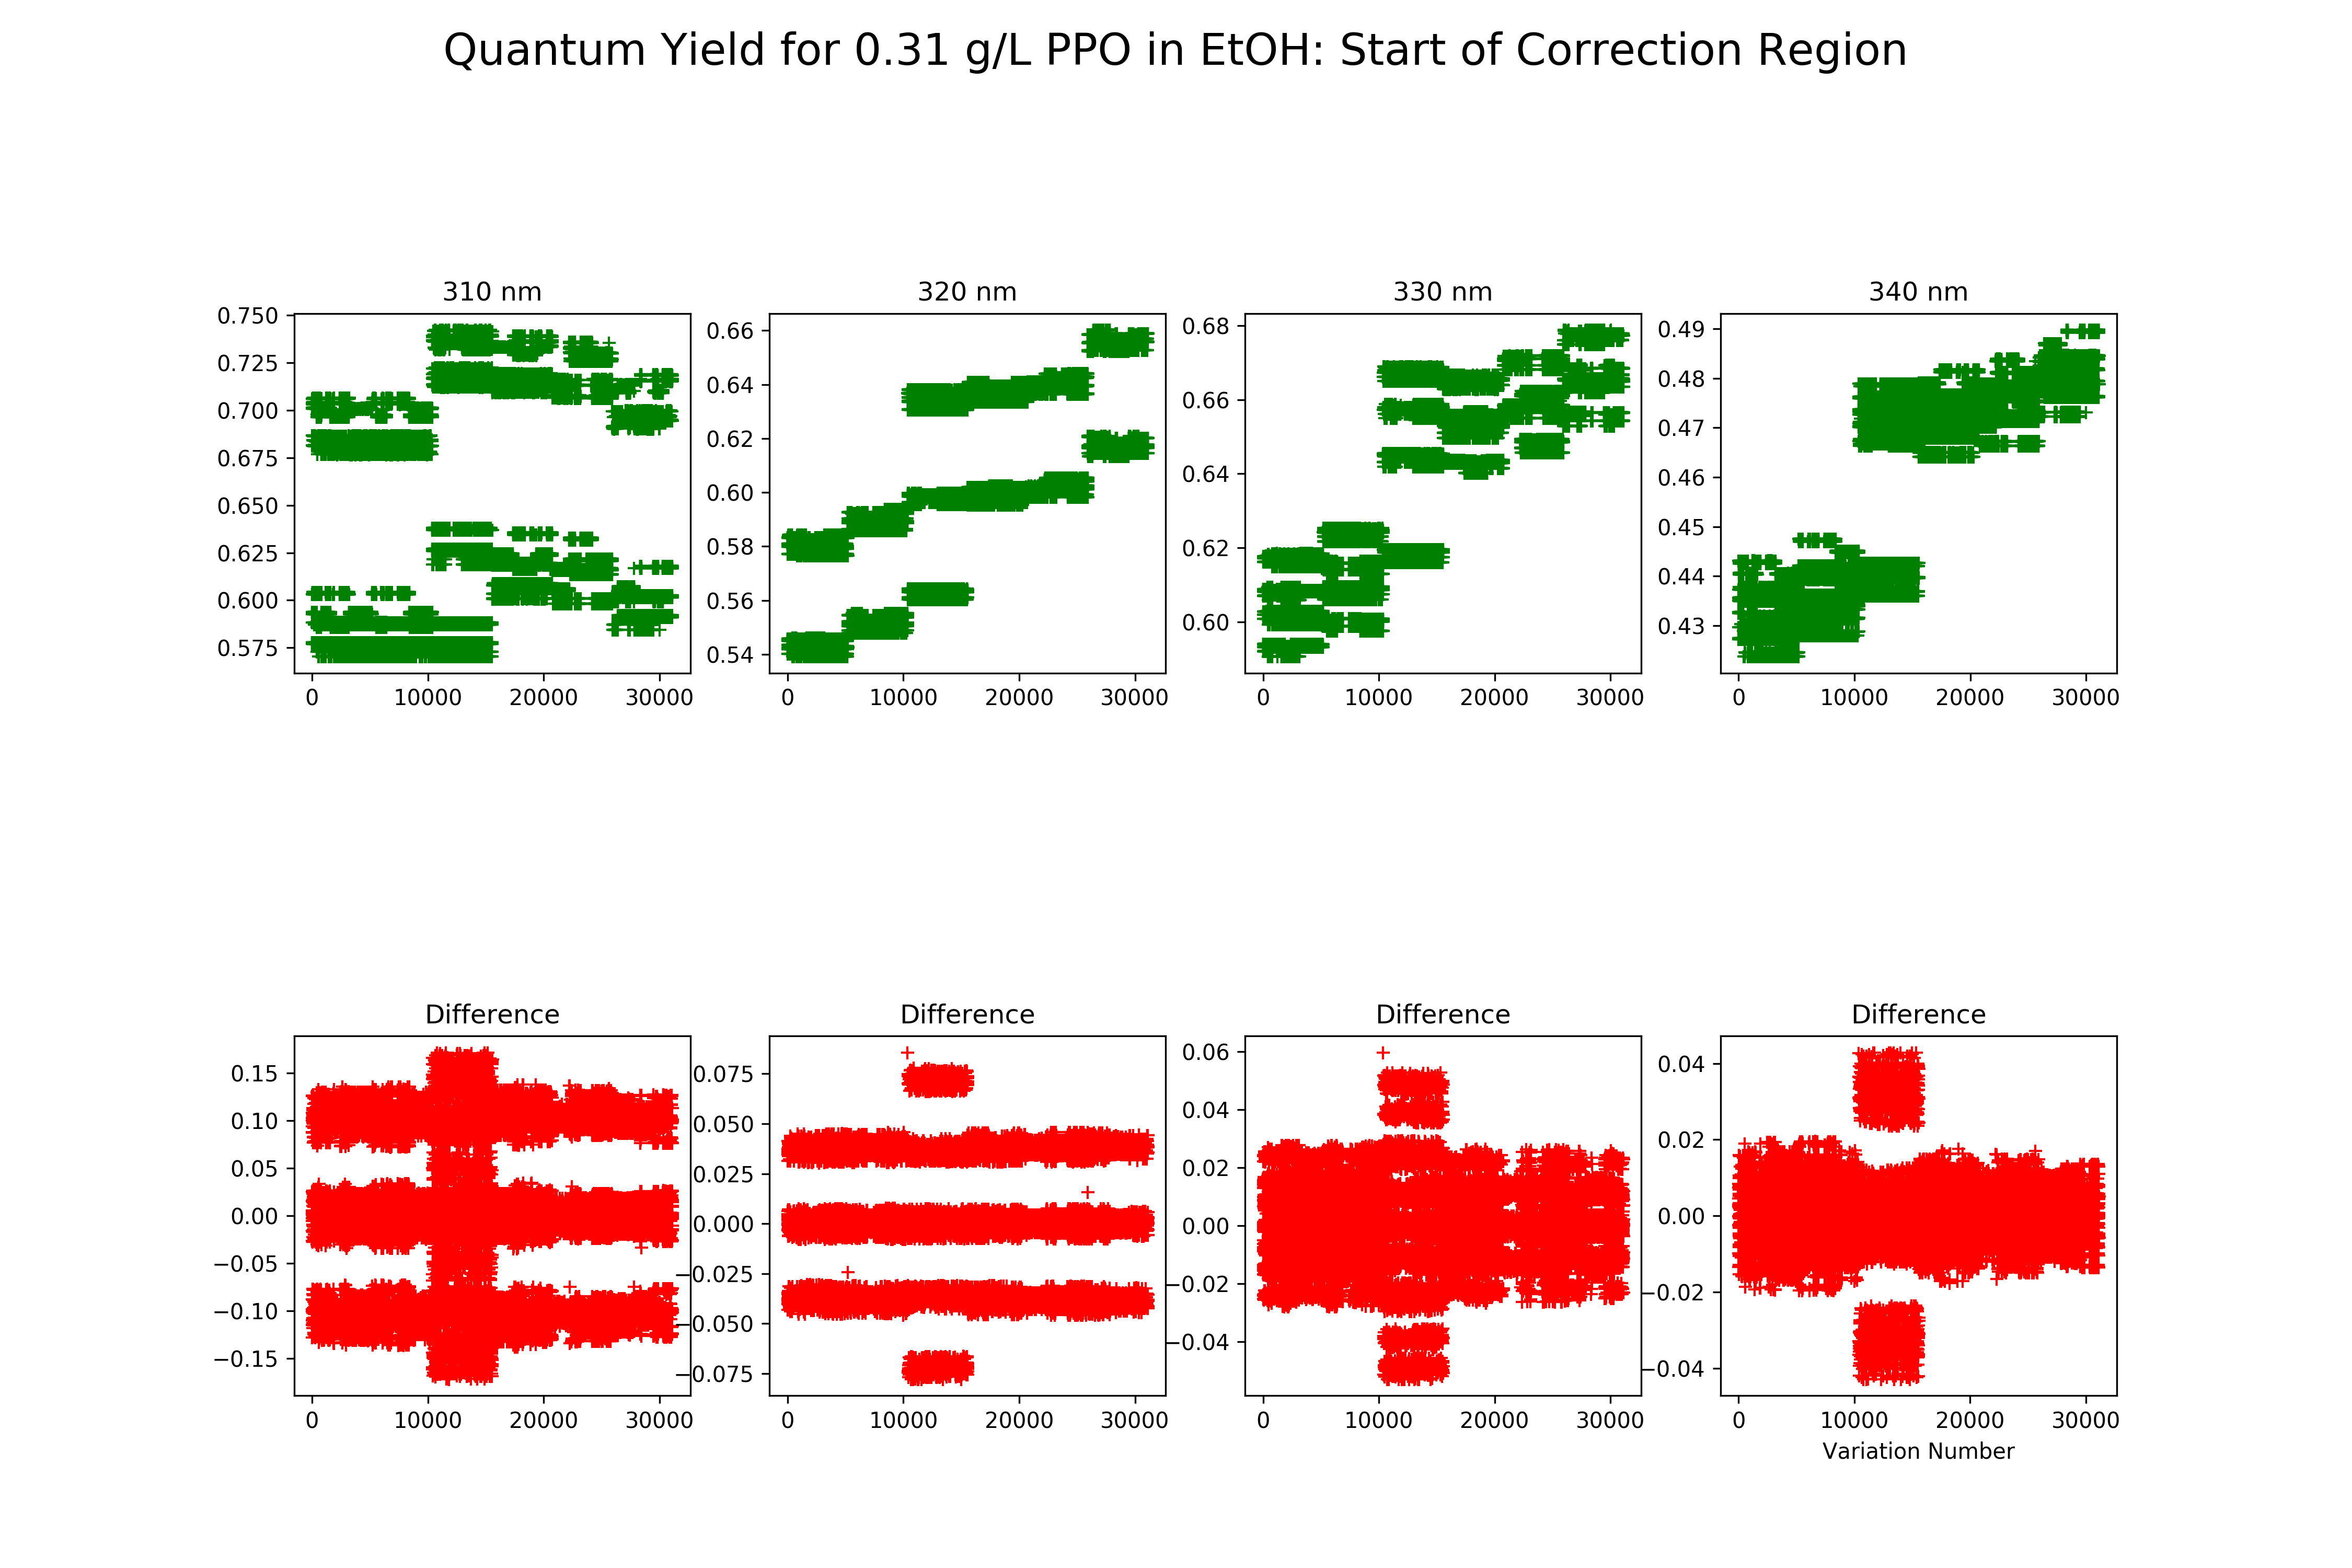 Quantum Yield for 0.31 g/L PPO in EtOH: Start of Correction Region
310 nm
320 nm
330 nm
340 nm
0.750
0.725
0.700
0.675
0.650
0.625
0.600
0.575
0 10000 20000 30000
0.66
0.64
0.62
0.60
0.58
0.56
0.54
0 10000 20000 30000
0.68
0.66
0.64
0.62
0.60
0 10000 20000 30000
0.49
0.48
0.47
0.46
0.45
0.44
0.43
0 10000 20000 30000
Difference
Difference
Difference
Difference
0.15
0.10
0.05
0.00
−0.05
−0.10
−0.15
0 10000 20000 30000
0.075
0.050
0.025
0.000
−0.025
−0.050
−0.075
0 10000 20000 30000
0.06
0.04
0.02
0.00
−0.02
−0.04
0 10000 20000 30000
0.04
0.02
0.00
−0.02
−0.04
0 10000 20000 30000
Variation Number